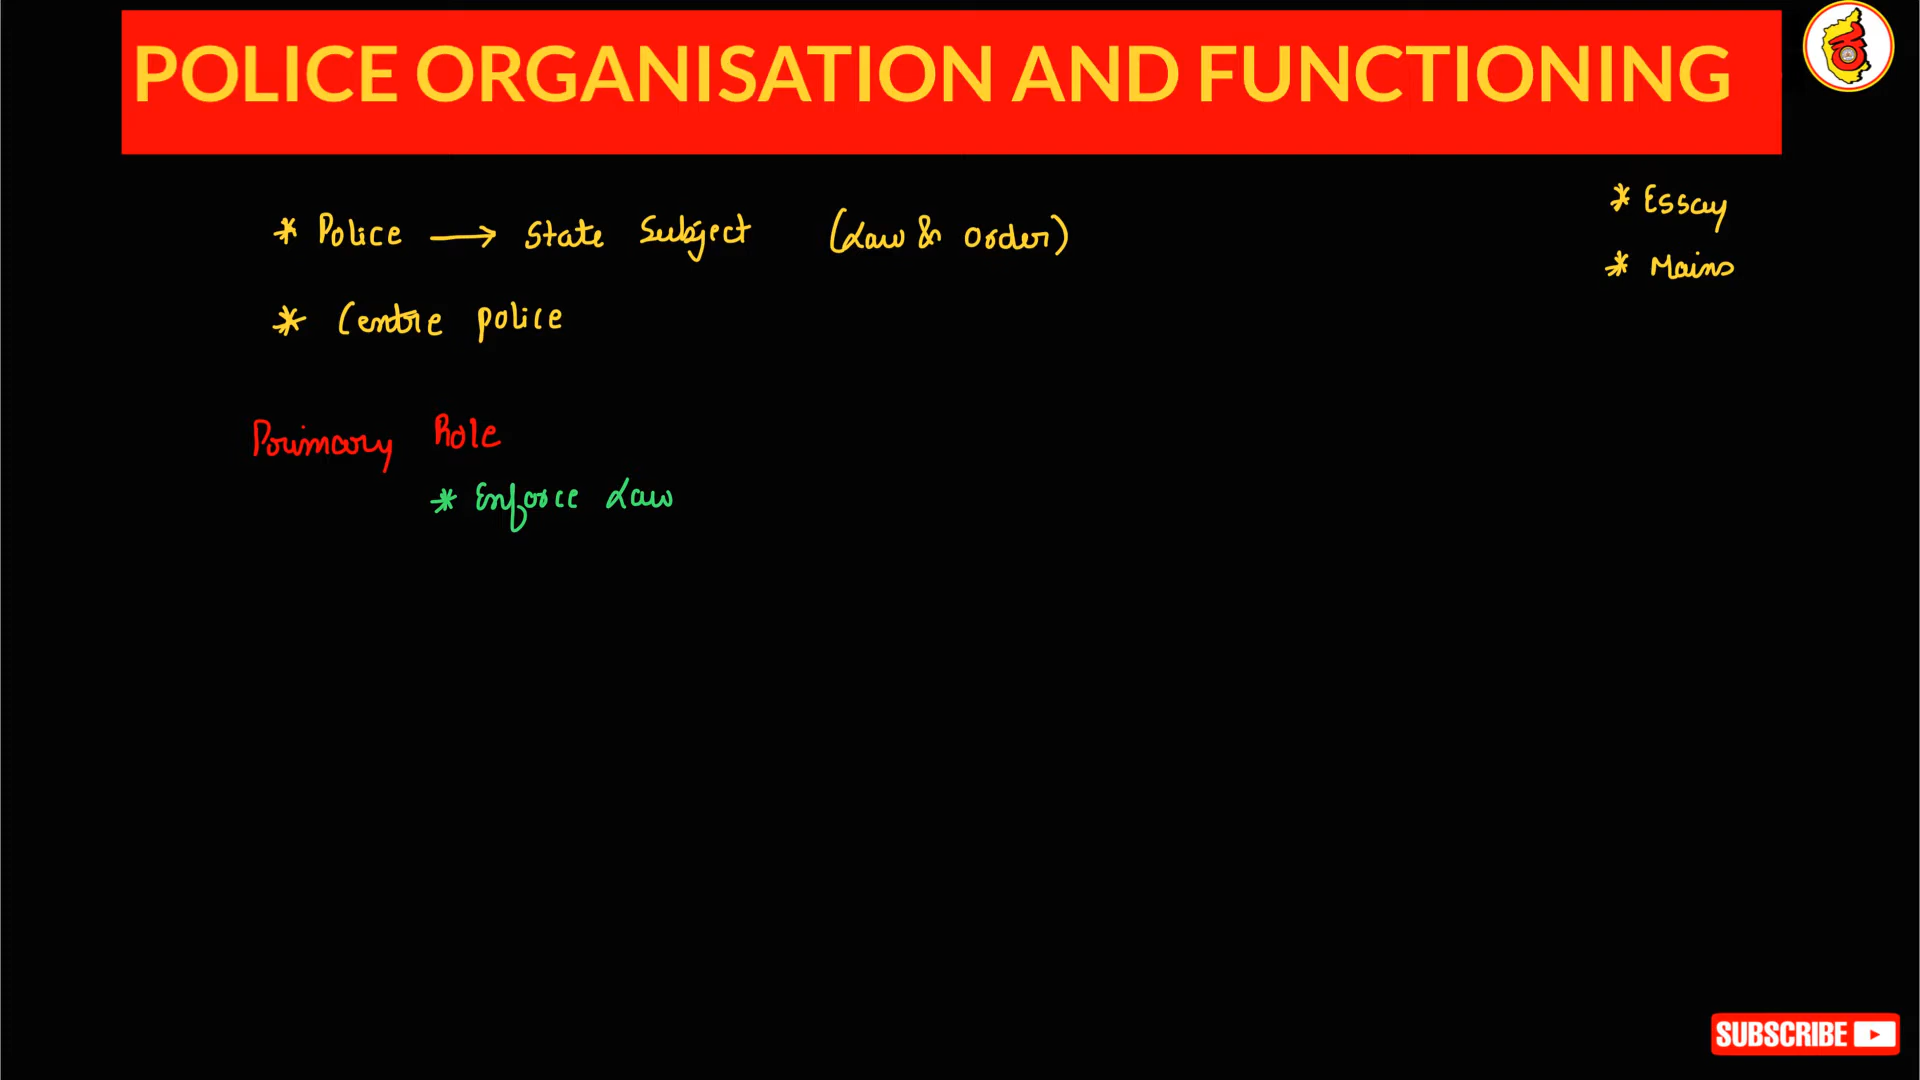 POLICE ORGANISATION AND FUNCTIONING
* Essay
* Police → State Subject (Law & order)
* Mains
* Centre police
Primary Role
* Enforce Law
SUBSCRIBE